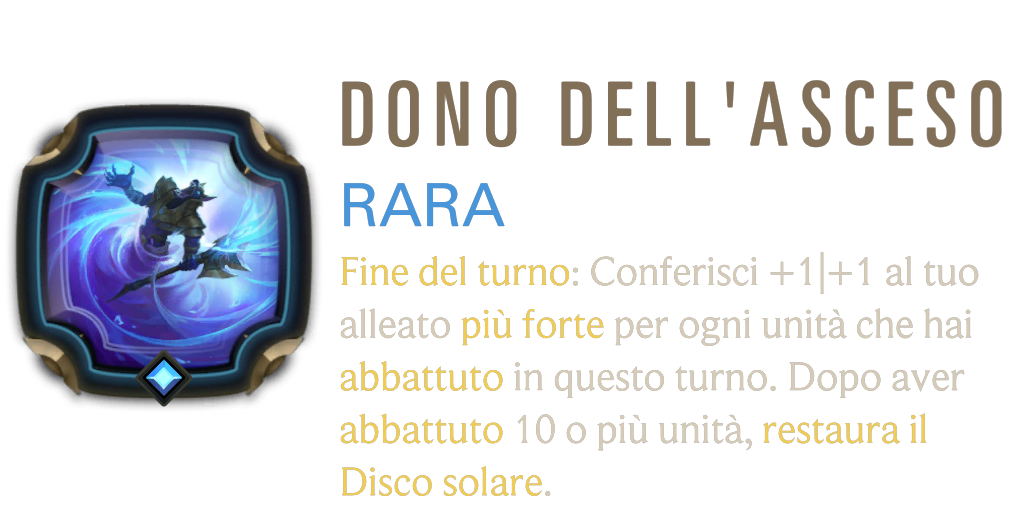 DONO DELL'ASCESO
RARA
Fine del turno: Conferisci +1|+1 al tuo
alleato più forte per ogni unità che hai
abbattuto in questo turno. Dopo aver
abbattuto 10 o più unità, restaura il
Disco solare.